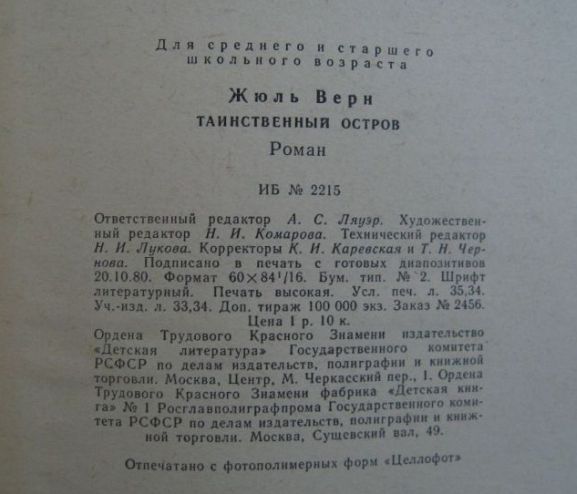 Для среднего и старшего
школьного возраста
Жюль Верн
ТАИНСТВЕННЫЙ ОСТРОВ
Роман
ИБ № 2215
Ответственный редактор А. С. Ляуэр. Художествен-
ный редактор Н. И. Комарова. Технический редактор
Н. И. Лукова. Корректоры К. И. Каревская и Т. Н. Чер-
нова. Подписано в печать с готовых диапозитивов
20.10.80. Формат 60×84¹/16. Бум. тип. № 2. Шрифт
литературный. Печать высокая. Усл. печ. л. 35,34.
Уч.-изд. л. 33,34. Доп. тираж 100 000 экз. Заказ № 2456.
Цена 1 р. 10 к.
Ордена Трудового Красного Знамени издательство
«Детская литература» Государственного комитета
РСФСР по делам издательств, полиграфии и книжной
торговли. Москва, Центр, М. Черкасский пер., 1. Ордена
Трудового Красного Знамени фабрика «Детская кни-
га» № 1 Росглавполиграфпрома Государственного коми-
тета РСФСР по делам издательств, полиграфии и книж-
ной торговли. Москва, Сущевский вал, 49.
Отпечатано с фотополимерных форм «Целлофот»